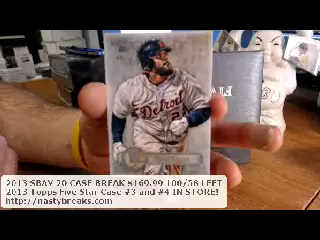 Detroit
2013 SBAY 20 CASE BREAK $169.99 100/58 LEFT
2013 Topps Five Star Case #3 and #4 IN STORE!
http://nastybreaks.com